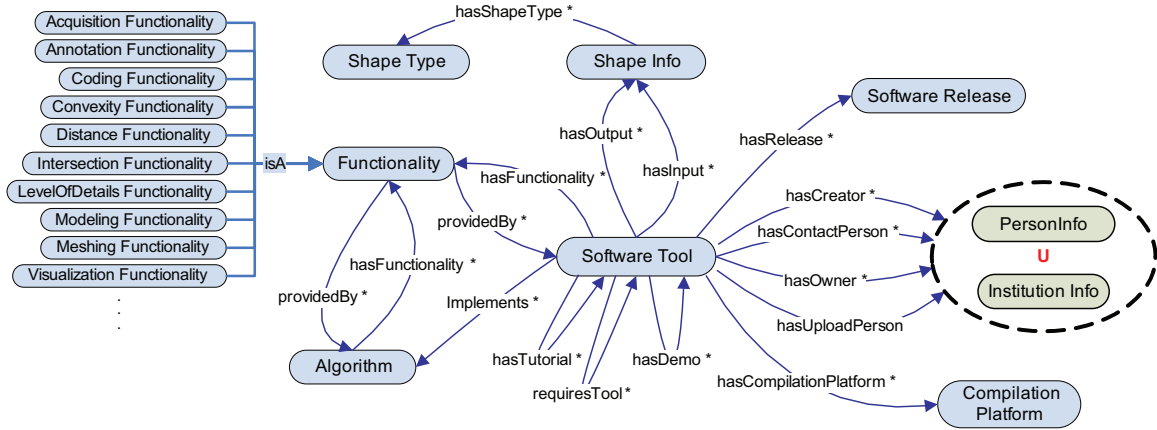 Acquisition Functionality
Annotation Functionality
Coding Functionality
Convexity Functionality
Distance Functionality
Intersection Functionality
LevelOfDetails Functionality
Modeling Functionality
Meshing Functionality
Visualization Functionality
.
.
.
isA
hasShapeType *
Shape Type
Shape Info
Software Release
hasOutput *
hasInput *
hasRelease *
Functionality
hasFunctionality *
providedBy *
Software Tool
hasCreator *
hasContactPerson *
hasOwner *
hasUploadPerson
PersonInfo
U
Institution Info
hasFunctionality *
providedBy *
Implements *
Algorithm
hasTutorial *
requiresTool *
hasDemo *
hasCompilationPlatform *
Compilation
Platform